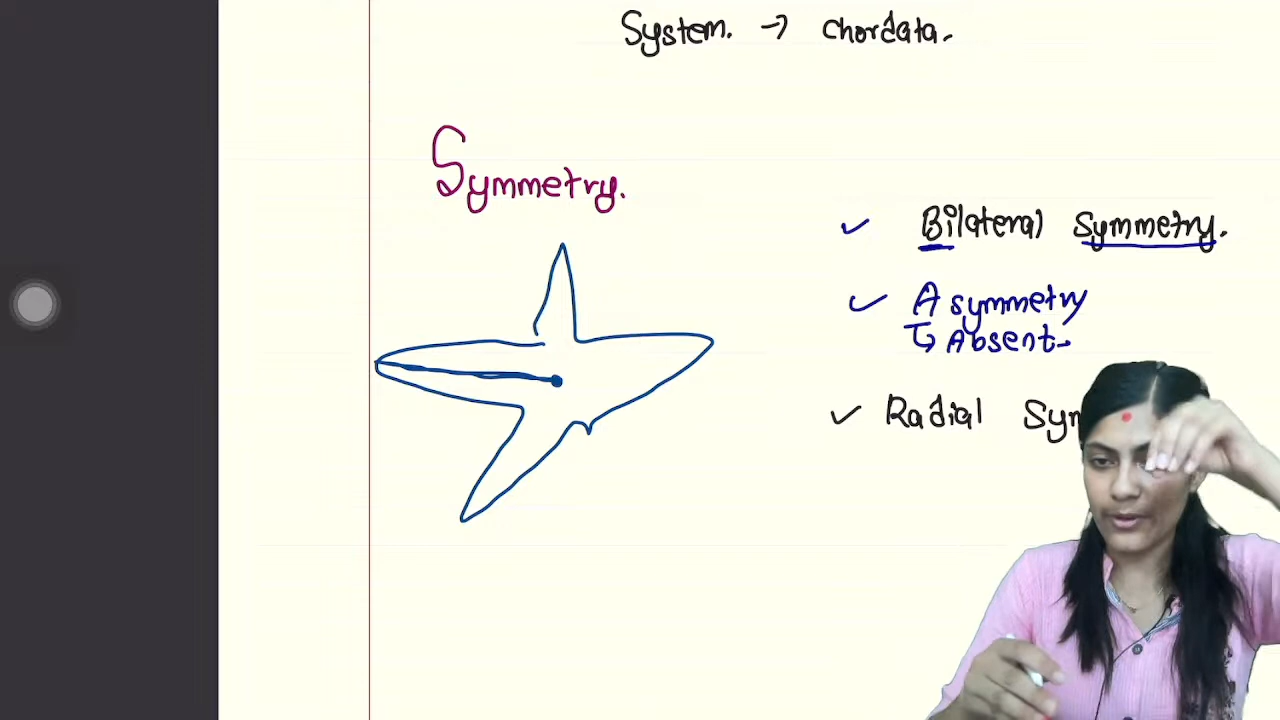 System. → Chordata.
Symmetry.
✓ Bilateral Symmetry.
✓ Asymmetry
↳ Absent.
✓ Radial